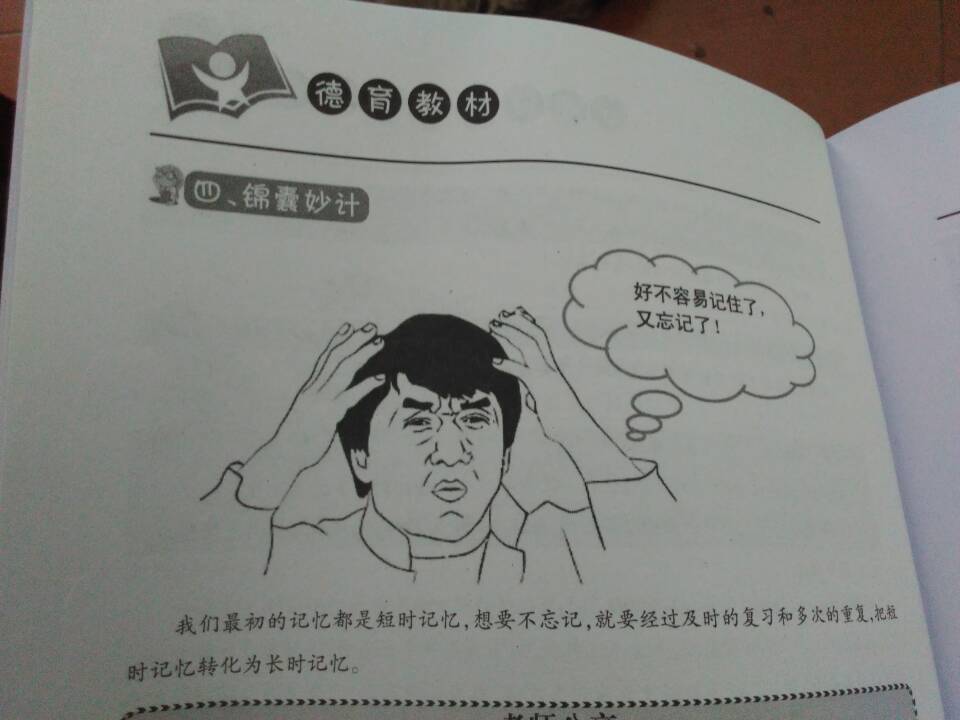 德育教材
四、锦囊妙计
好不容易记住了,
又忘记了!
我们最初的记忆都是短时记忆,想要不忘记,就要经过及时的复习和多次的重复,把短
时记忆转化为长时记忆。